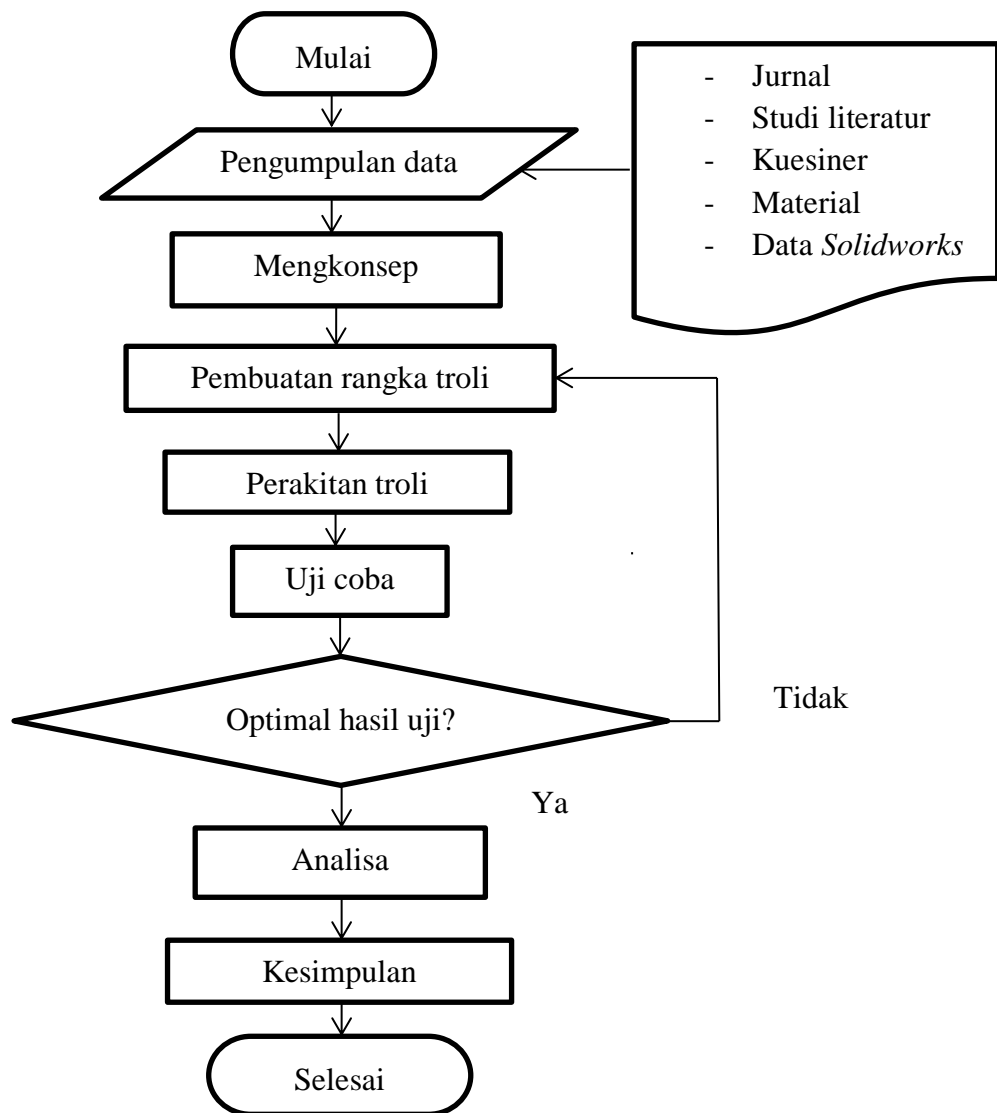 Mulai
- Jurnal
- Studi literatur
- Kuesiner
- Material
- Data Solidworks
Pengumpulan data
Mengkonsep
Pembuatan rangka troli
Perakitan troli
Uji coba
Optimal hasil uji?
Tidak
Ya
Analisa
Kesimpulan
Selesai